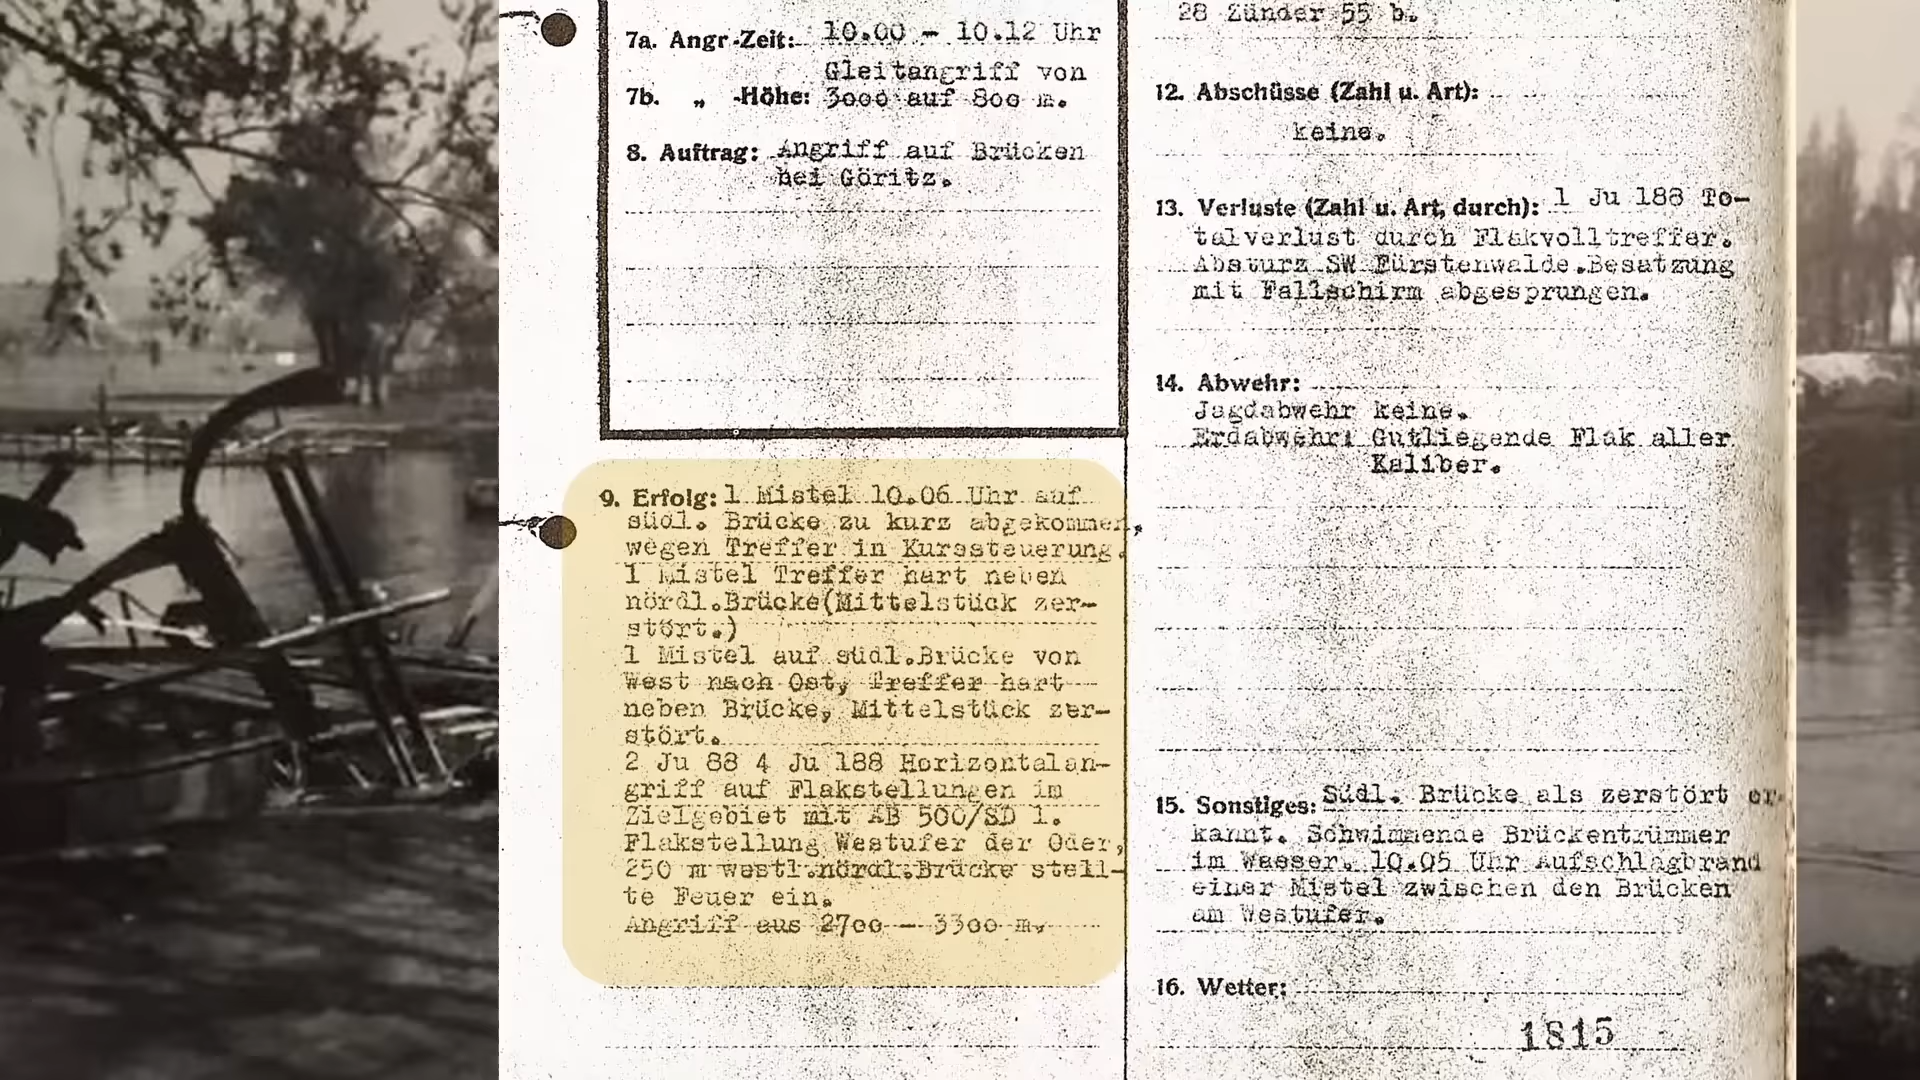 7a. Angr.-Zeit: 10.00 - 10.12 Uhr
Gleitangriff von
7b. „ -Höhe: 3000 auf 800 m.
8. Auftrag: Angriff auf Brücken
bei Göritz.
9. Erfolg: 1 Mistel 10.06 Uhr auf
südl. Brücke zu kurz abgekommen,
wegen Treffer in Kurssteuerung.
1 Mistel Treffer hart neben
nördl.Brücke(Mittelstück zer-
stört.)
1 Mistel auf südl.Brücke von
West nach Ost, Treffer hart
neben Brücke, Mittelstück zer-
stört.
2 Ju 88 4 Ju 188 Horizontalan-
griff auf Flakstellungen im
Zielgebiet mit AB 500/SD 1.
Flakstellung Westufer der Oder,
250 m westl.nördl.Brücke stell-
te Feuer ein.
Angriff aus 2700 - 3300 m.
28 Zünder 55 b.
12. Abschüsse (Zahl u. Art):
keine.
13. Verluste (Zahl u. Art, durch): 1 Ju 188 To-
talverlust durch Flakvolltreffer.
Absturz SW Fürstenwalde.Besatzung
mit Fallschirm abgesprungen.
14. Abwehr:
Jagdabwehr keine.
Erdabwehr: Gutliegende Flak aller
Kaliber.
15. Sonstiges: Südl. Brücke als zerstört er-
kannt. Schwimmende Brückentrümmer
im Wasser. 10.05 Uhr Aufschlagbrand
einer Mistel zwischen den Brücken
am Westufer.
16. Wetter:
1815